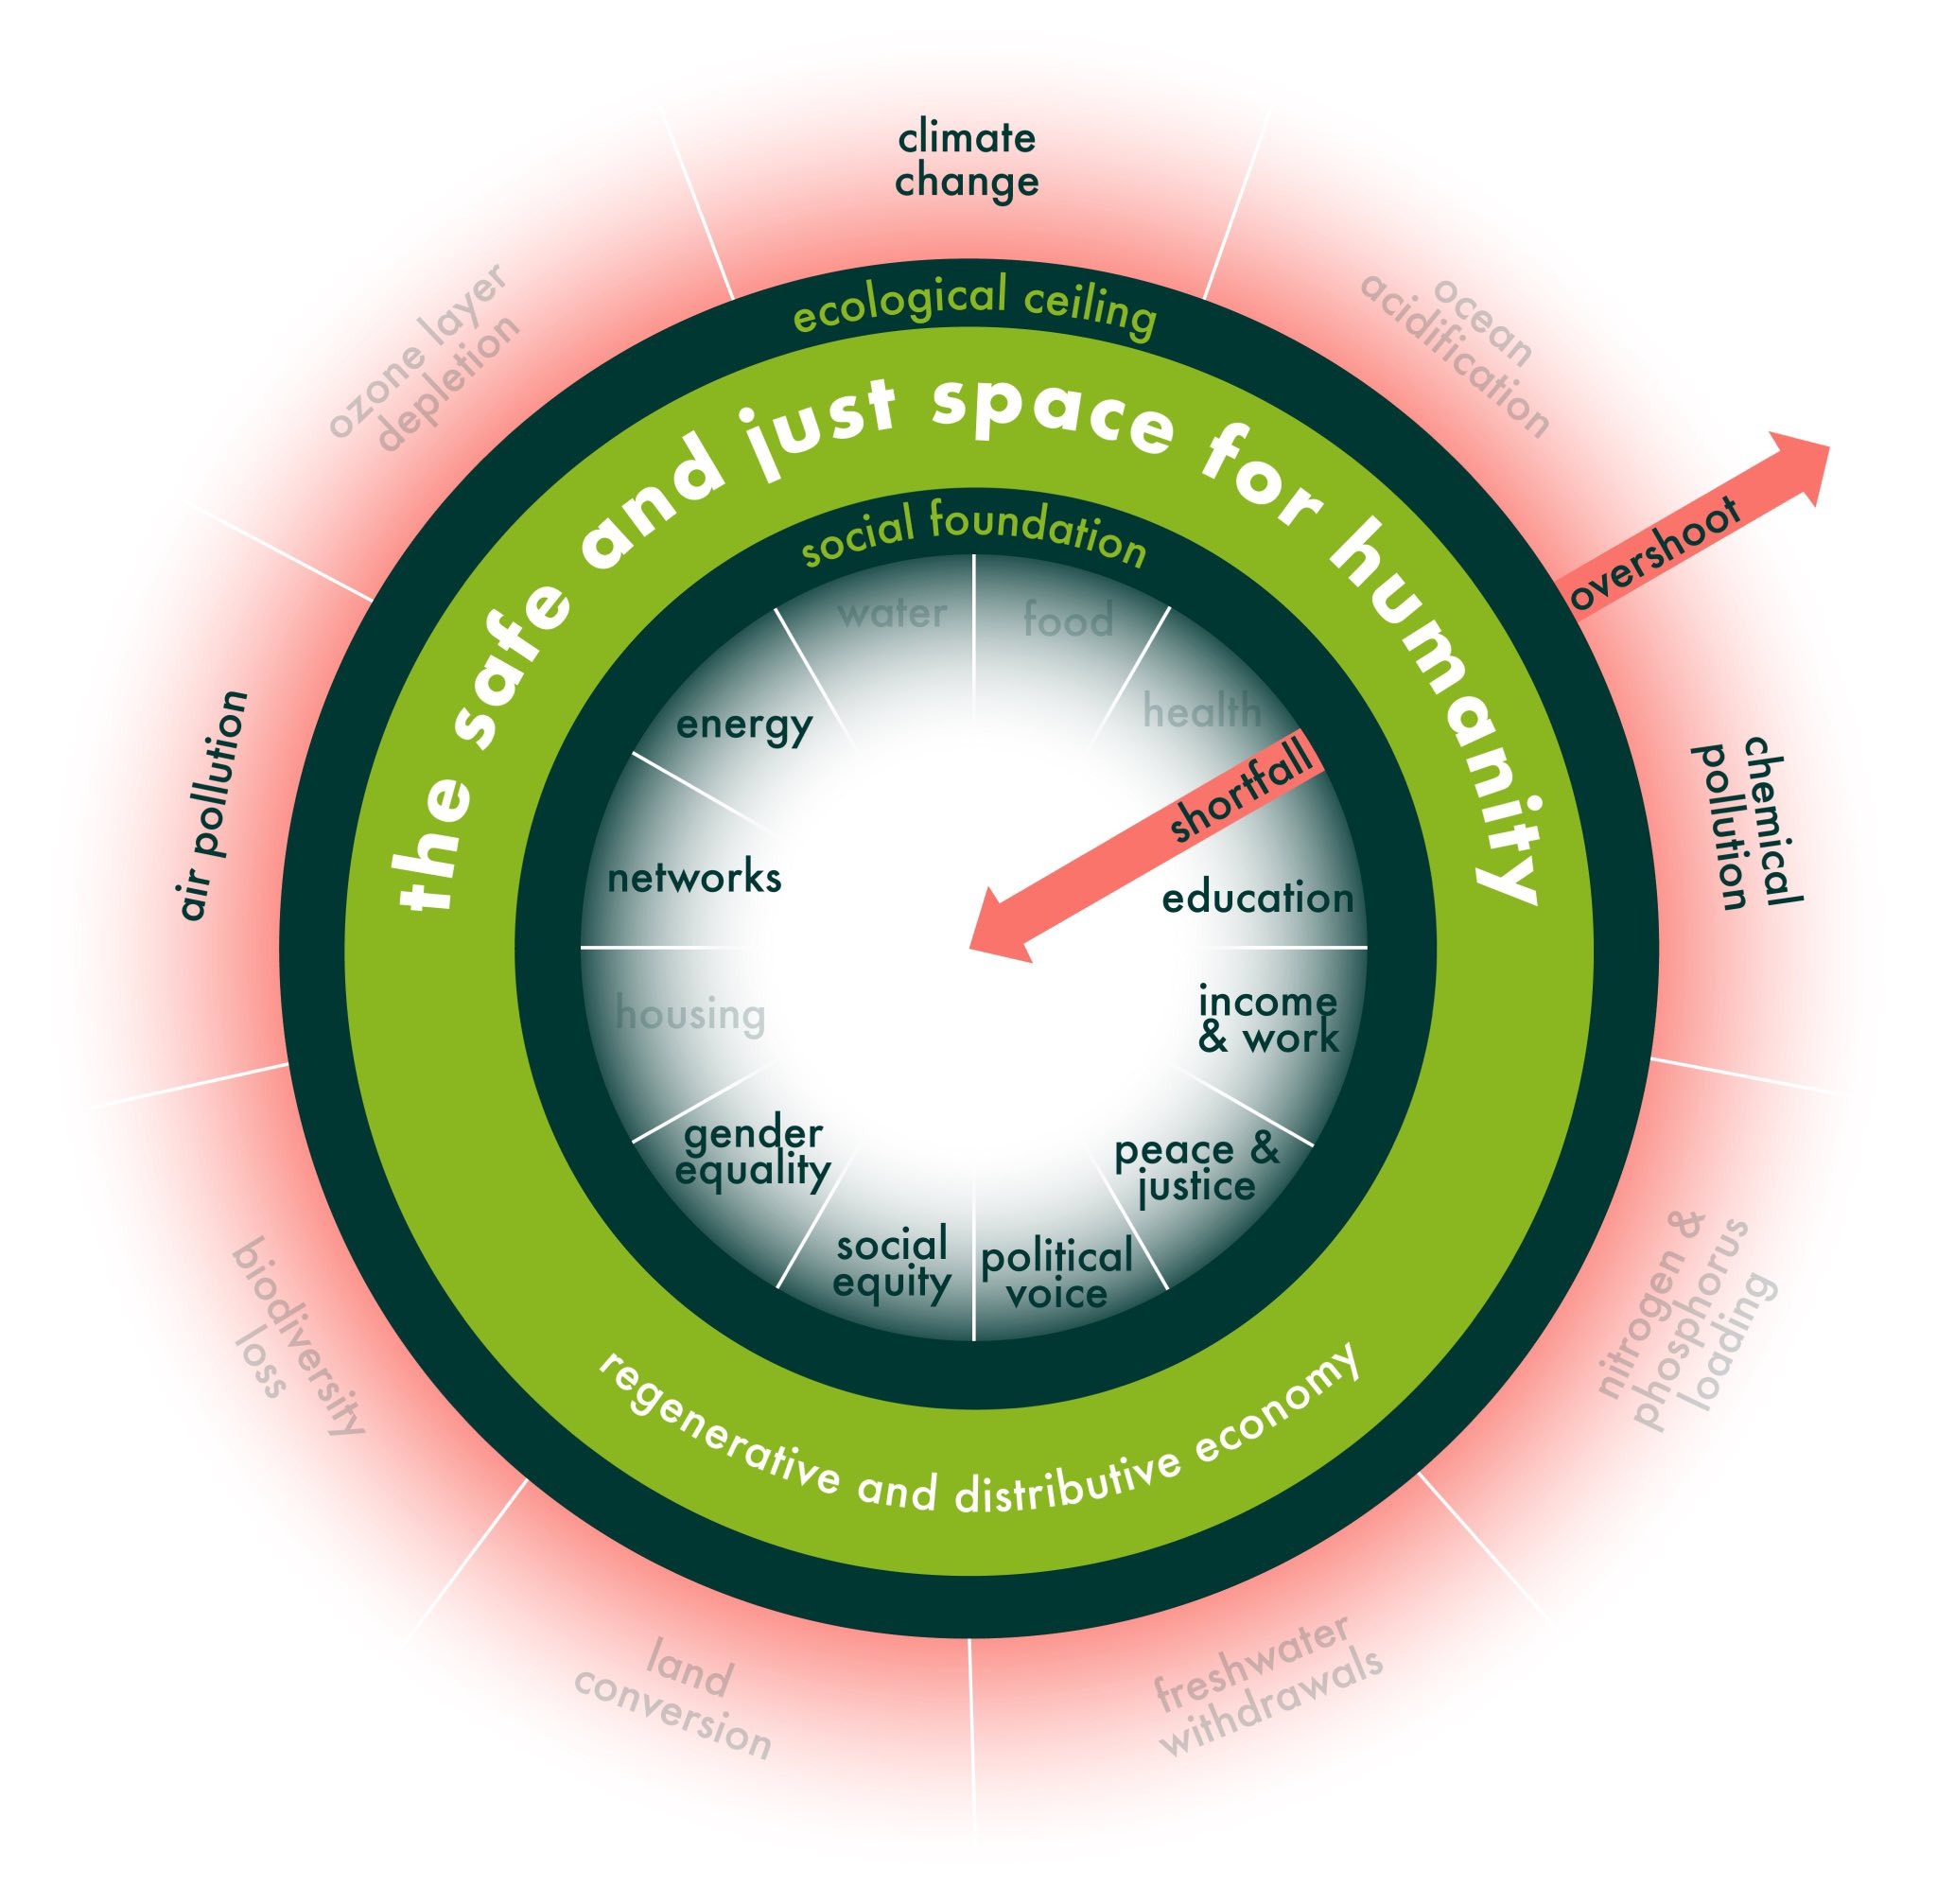 climate
change
ocean
acidification
chemical
pollution
nitrogen &
phosphorus
loading
freshwater
withdrawals
land
conversion
biodiversity
loss
air pollution
ozone layer
depletion
overshoot
ecological ceiling
the safe and just space for humanity
social foundation
water
food
health
shortfall
education
income
& work
peace &
justice
political
voice
social
equity
gender
equality
housing
networks
energy
regenerative and distributive economy